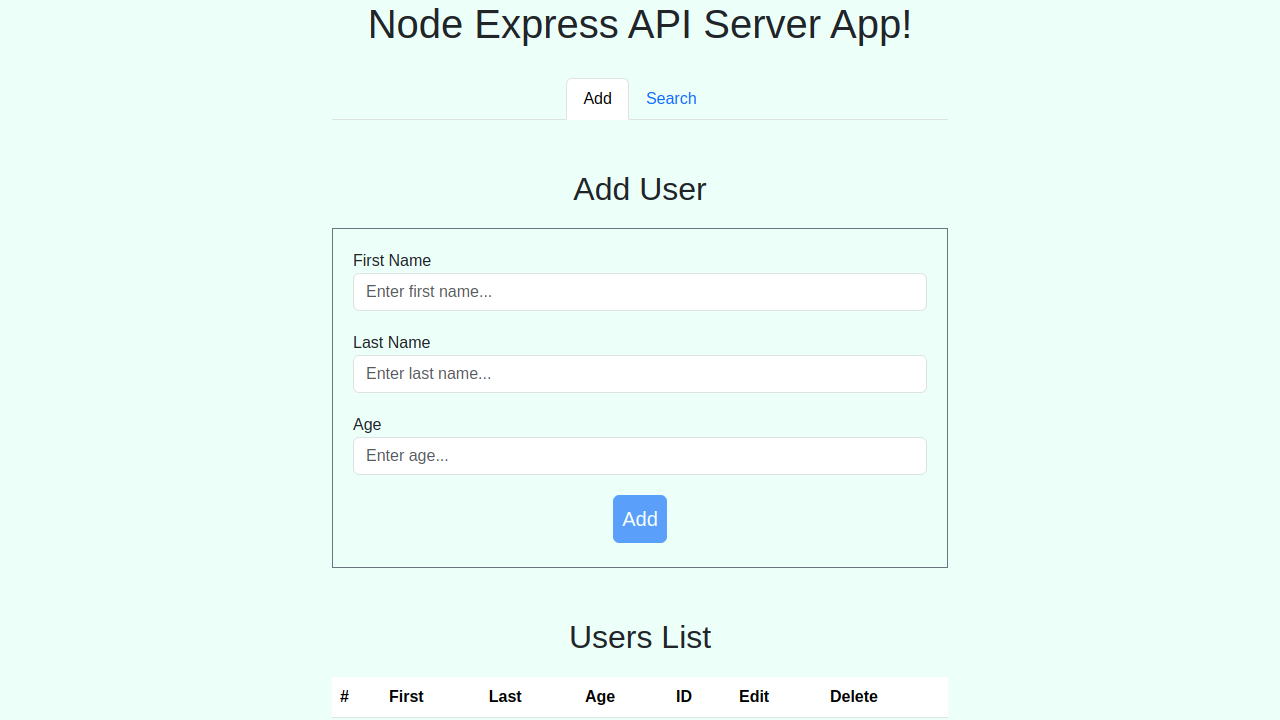 Node Express API Server App!
Add Search
Add User
First Name
Enter first name...
Last Name
Enter last name...
Age
Enter age...
Add
Users List
# First Last Age ID Edit Delete